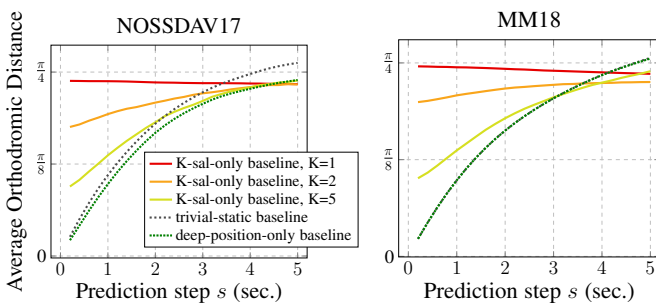 NOSSDAV17
MM18
Average Orthodromic Distance
π/4
π/8
0
0 1 2 3 4 5
Prediction step s (sec.)
K-sal-only baseline, K=1
K-sal-only baseline, K=2
K-sal-only baseline, K=5
trivial-static baseline
deep-position-only baseline
π/4
π/8
0
0 1 2 3 4 5
Prediction step s (sec.)